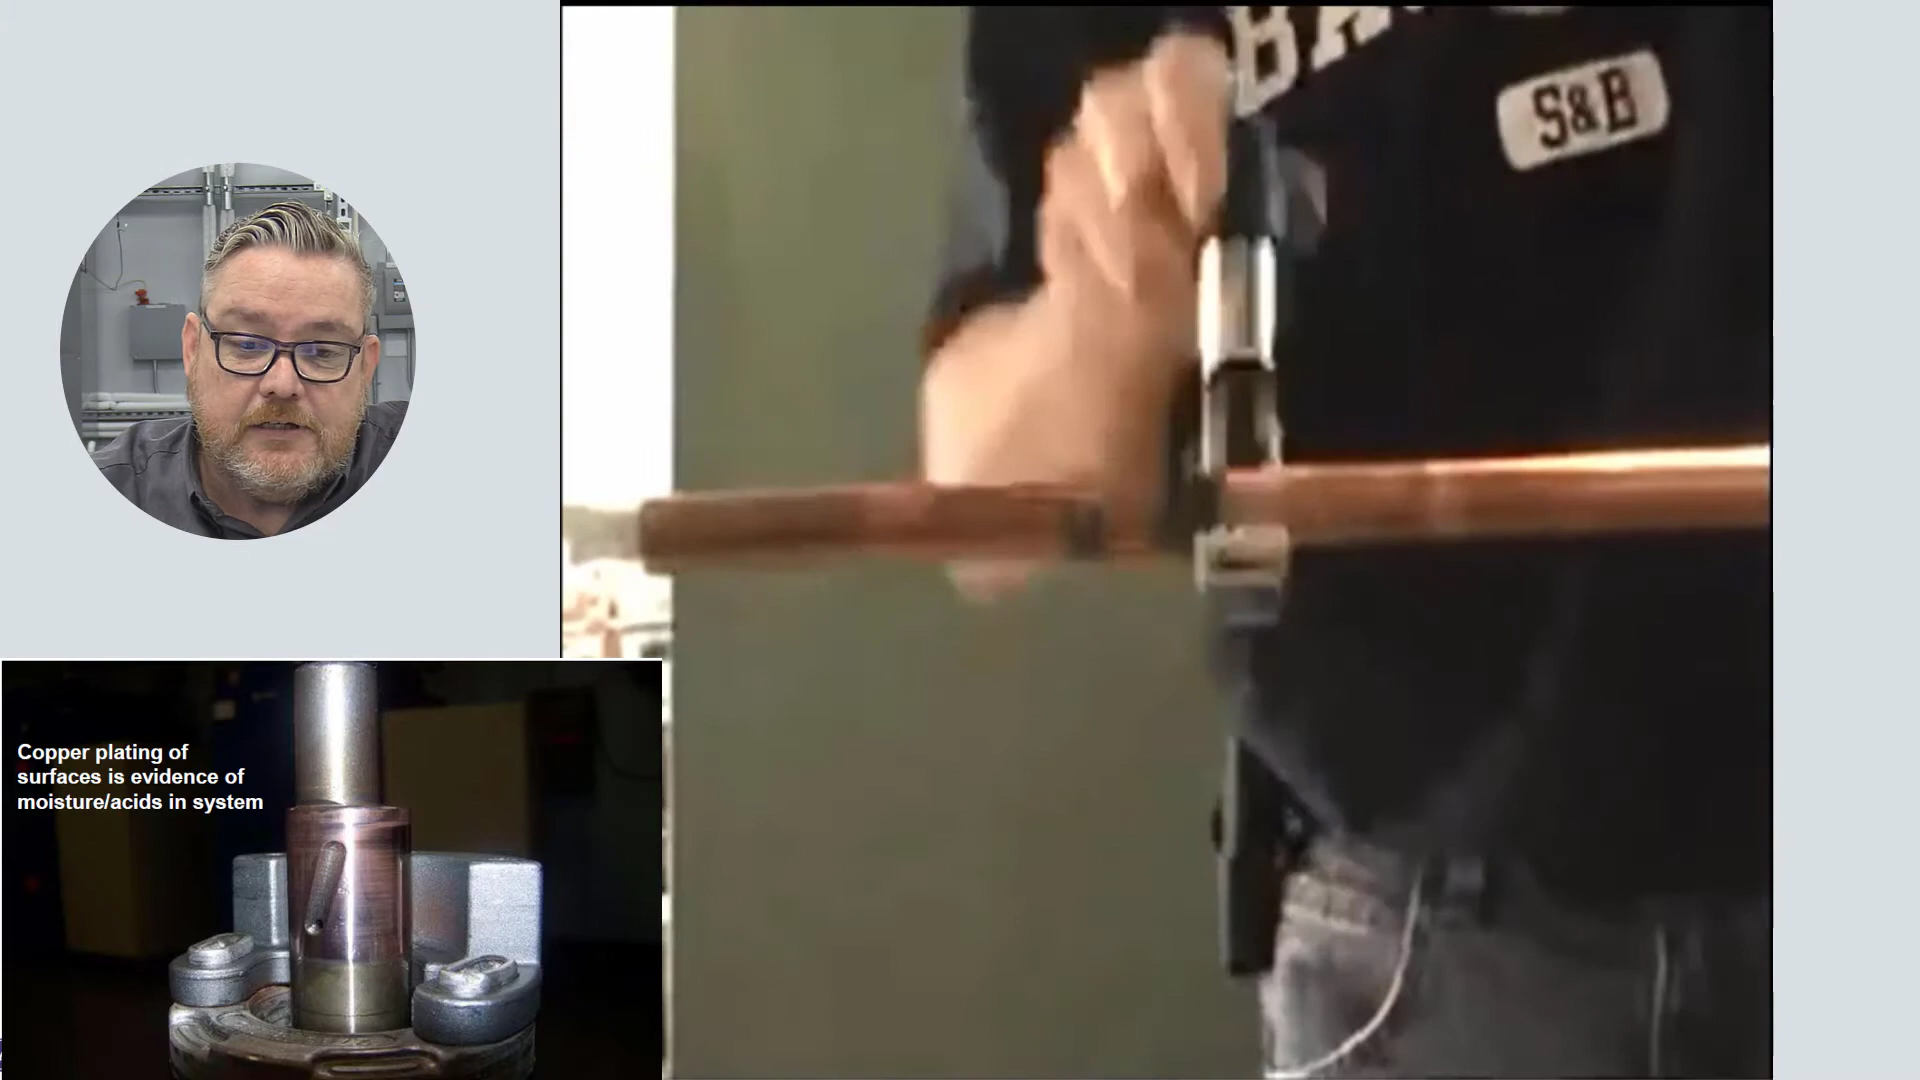 S&B
Copper plating of
surfaces is evidence of
moisture/acids in system